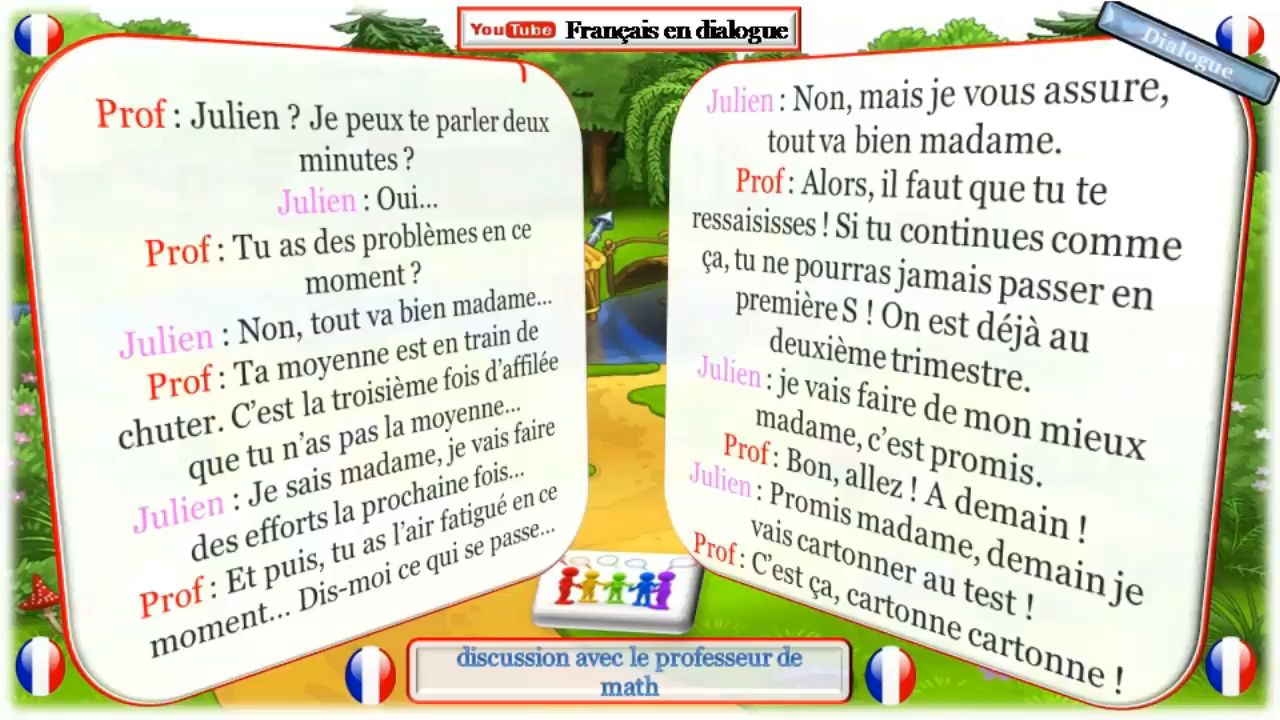 YouTube Français en dialogue
Dialogue
Prof : Julien ? Je peux te parler deux
minutes ?
Julien : Oui...
Prof : Tu as des problèmes en ce
moment ?
Julien : Non, tout va bien madame...
Prof : Ta moyenne est en train de
chuter. C'est la troisième fois d'affilée
que tu n'as pas la moyenne...
Julien : Je sais madame, je vais faire
des efforts la prochaine fois...
Prof : Et puis, tu as l'air fatigué en ce
moment... Dis-moi ce qui se passe...
Julien : Non, mais je vous assure,
tout va bien madame.
Prof : Alors, il faut que tu te
ressaisisses ! Si tu continues comme
ça, tu ne pourras jamais passer en
première S ! On est déjà au
deuxième trimestre.
Julien : je vais faire de mon mieux
madame, c'est promis.
Prof : Bon, allez ! A demain !
Julien : Promis madame, demain je
vais cartonner au test !
Prof : C'est ça, cartonne cartonne !
discussion avec le professeur de
math